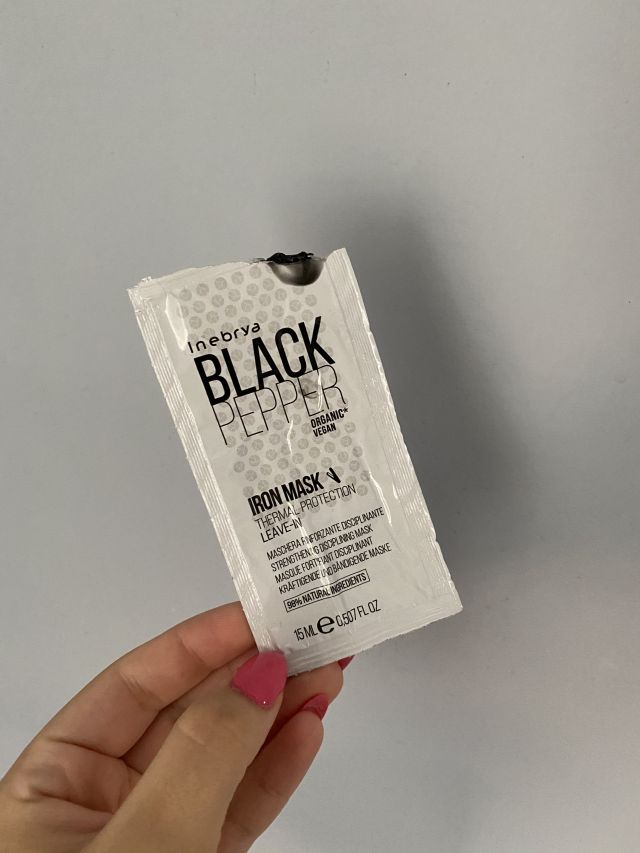 Inebrya
BLACK
PEPPER
ORGANIC*
VEGAN
IRON MASK
THERMAL PROTECTION
LEAVE-IN
MASCHERA RINFORZANTE DISCIPLINANTE
STRENGTHENING DISCIPLINING MASK
MASQUE FORTIFIANT DISCIPLINANT
KRÄFTIGENDE UND BÄNDIGENDE MASKE
98% NATURAL INGREDIENTS
15 ML e 0,507 FL OZ